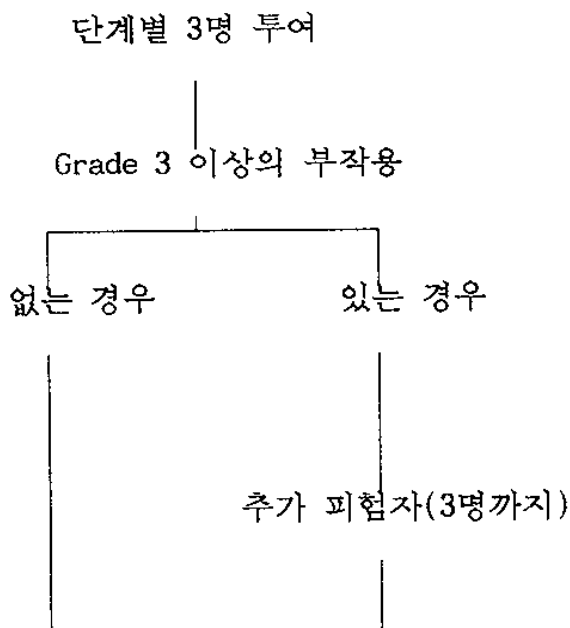 단계별 3명 투여
Grade 3 이상의 부작용
없는 경우
있는 경우
추가 피험자(3명까지)